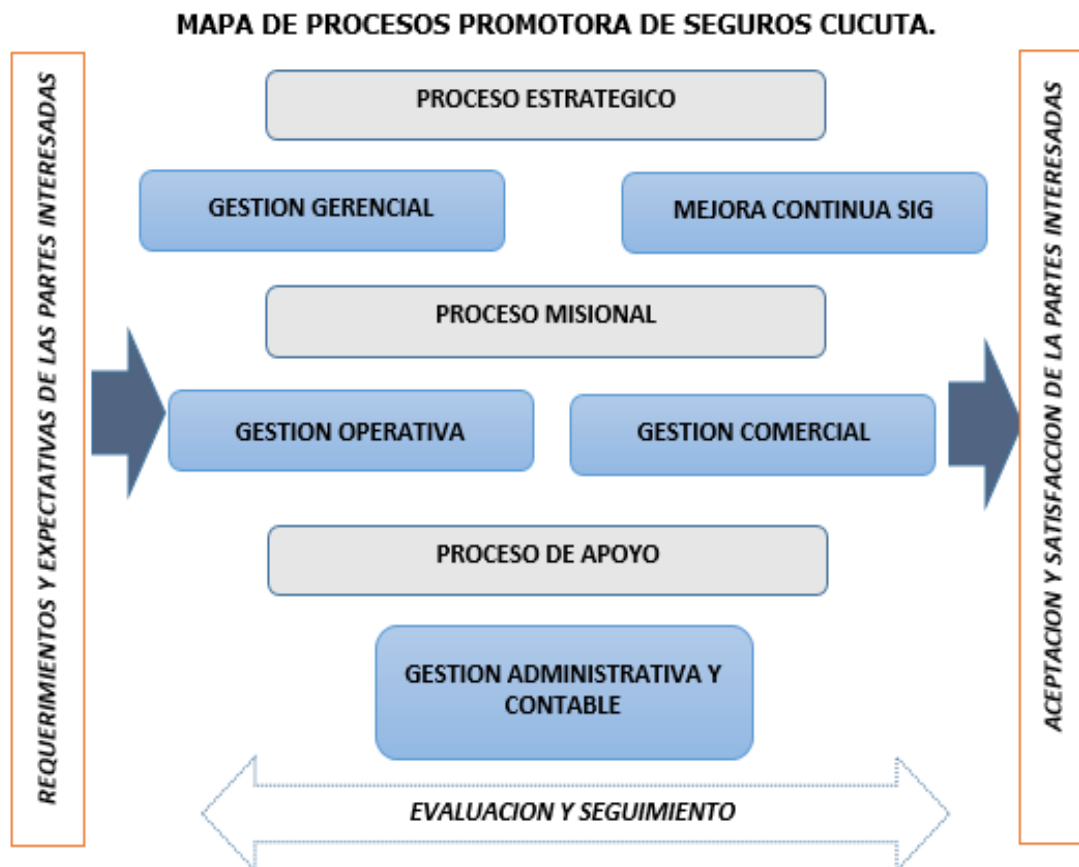 MAPA DE PROCESOS PROMOTORA DE SEGUROS CUCUTA.
REQUERIMIENTOS Y EXPECTATIVAS DE LAS PARTES INTERESADAS
PROCESO ESTRATEGICO
GESTION GERENCIAL
MEJORA CONTINUA SIG
PROCESO MISIONAL
GESTION OPERATIVA
GESTION COMERCIAL
PROCESO DE APOYO
GESTION ADMINISTRATIVA Y
CONTABLE
EVALUACION Y SEGUIMIENTO
ACEPTACION Y SATISFACCION DE LA PARTES INTERESADAS